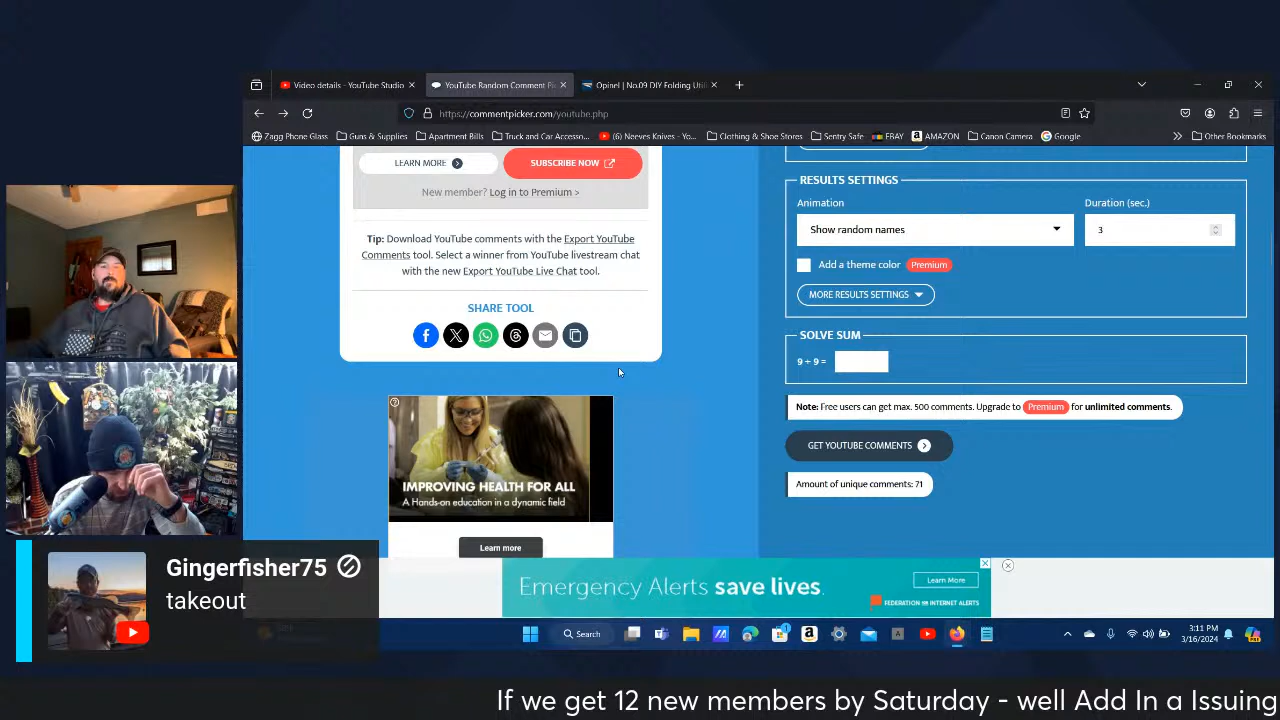 Video details - YouTube Studio
YouTube Random Comment Pi
Opinel | No.09 DIY Folding Util
https://commentpicker.com/youtube.php
Zagg Phone Glass
Guns & Supplies
Apartment Bills
Truck and Car Accesso...
(6) Neeves Knives - Yo...
Clothing & Shoe Stores
Sentry Safe
EBAY
AMAZON
Canon Camera
Google
Other Bookmarks
LEARN MORE
SUBSCRIBE NOW
New member? Log in to Premium >
Tip: Download YouTube comments with the Export YouTube
Comments tool. Select a winner from YouTube livestream chat
with the new Export YouTube Live Chat tool.
SHARE TOOL
IMPROVING HEALTH FOR ALL
A Hands-on education in a dynamic field
Learn more
RESULTS SETTINGS
Animation
Duration (sec.)
Show random names
3
Add a theme color Premium
MORE RESULTS SETTINGS
SOLVE SUM
9 + 9 =
Note: Free users can get max. 500 comments. Upgrade to Premium for unlimited comments.
GET YOUTUBE COMMENTS
Amount of unique comments: 71
Emergency Alerts save lives.
Learn More
FEDERATION FOR INTERNET ALERTS
Gingerfisher75
takeout
Search
3:11 PM
3/16/2024
If we get 12 new members by Saturday - well Add In a Issuing